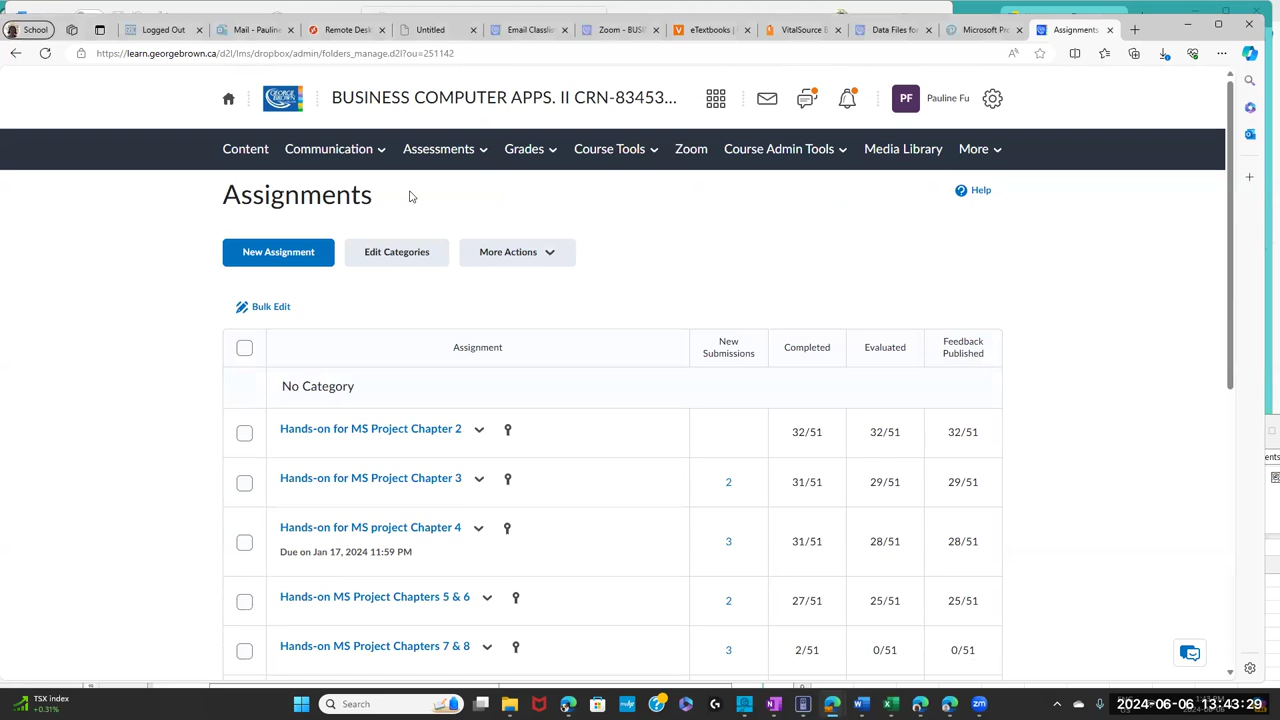 School
Logged Out
Mail - Pauline
Remote Des
Untitled
Email Classli
Zoom - BUSI
eTextbooks |
VitalSource B
Data Files fo
Microsoft Pro
Assignments
https://learn.georgebrown.ca/d2l/lms/dropbox/admin/folders_manage.d2l?ou=251142
GEORGE BROWN
BUSINESS COMPUTER APPS. II CRN-83453...
PF
Pauline Fu
Content
Communication
Assessments
Grades
Course Tools
Zoom
Course Admin Tools
Media Library
More
Assignments
Help
New Assignment
Edit Categories
More Actions
Bulk Edit
Assignment
New Submissions
Completed
Evaluated
Feedback Published
No Category
Hands-on for MS Project Chapter 2
32/51
32/51
32/51
Hands-on for MS Project Chapter 3
2
31/51
29/51
29/51
Hands-on for MS project Chapter 4
Due on Jan 17, 2024 11:59 PM
3
31/51
28/51
28/51
Hands-on MS Project Chapters 5 & 6
2
27/51
25/51
25/51
Hands-on MS Project Chapters 7 & 8
3
2/51
0/51
0/51
TSX index
+0.31%
Search
2024-06-06 13:43:29